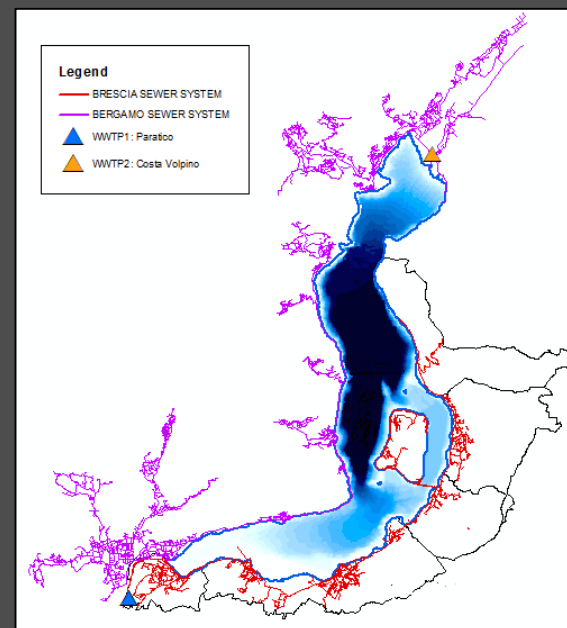 Legend
BRESCIA SEWER SYSTEM
BERGAMO SEWER SYSTEM
WWTP1: Paratico
WWTP2: Costa Volpino